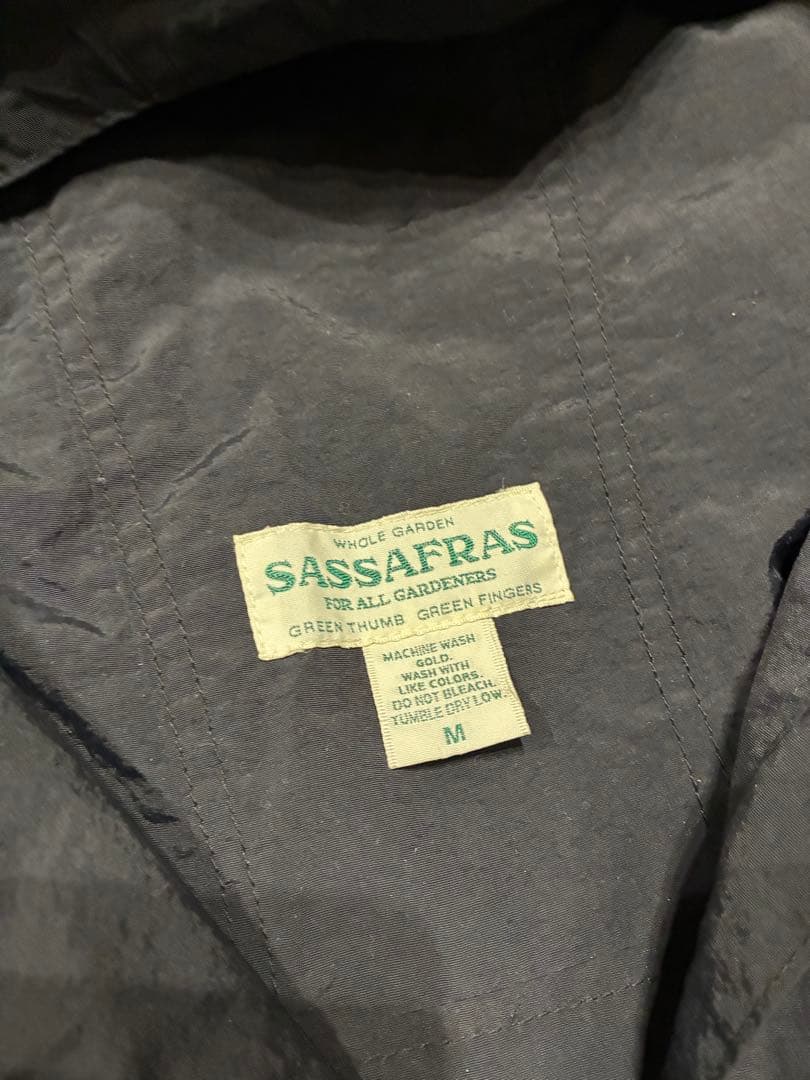 WHOLE GARDEN
SASSAFRAS
FOR ALL GARDENERS
GREEN THUMB GREEN FINGERS
MACHINE WASH
GOLD.
WASH WITH
LIKE COLORS.
DO NOT BLEACH.
TUMBLE DRY LOW.
M